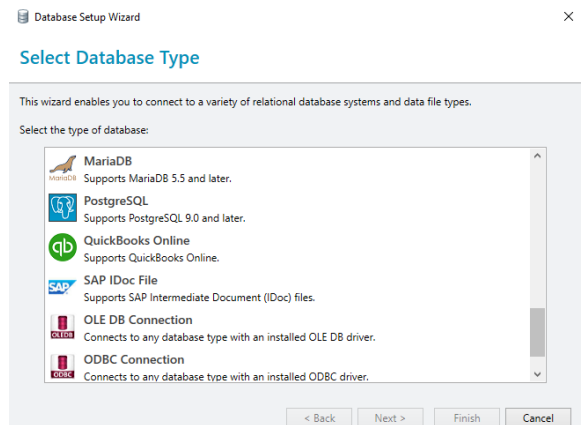 Database Setup Wizard
Select Database Type
This wizard enables you to connect to a variety of relational database systems and data file types.
Select the type of database:
MariaDB
MariaDB
Supports MariaDB 5.5 and later.
PostgreSQL
Supports PostgreSQL 9.0 and later.
qb
QuickBooks Online
Supports QuickBooks Online.
SAP
SAP IDoc File
Supports SAP Intermediate Document (IDoc) files.
OLE DB Connection
OLEDB
Connects to any database type with an installed OLE DB driver.
ODBC Connection
ODBC
Connects to any database type with an installed ODBC driver.
< Back Next > Finish Cancel